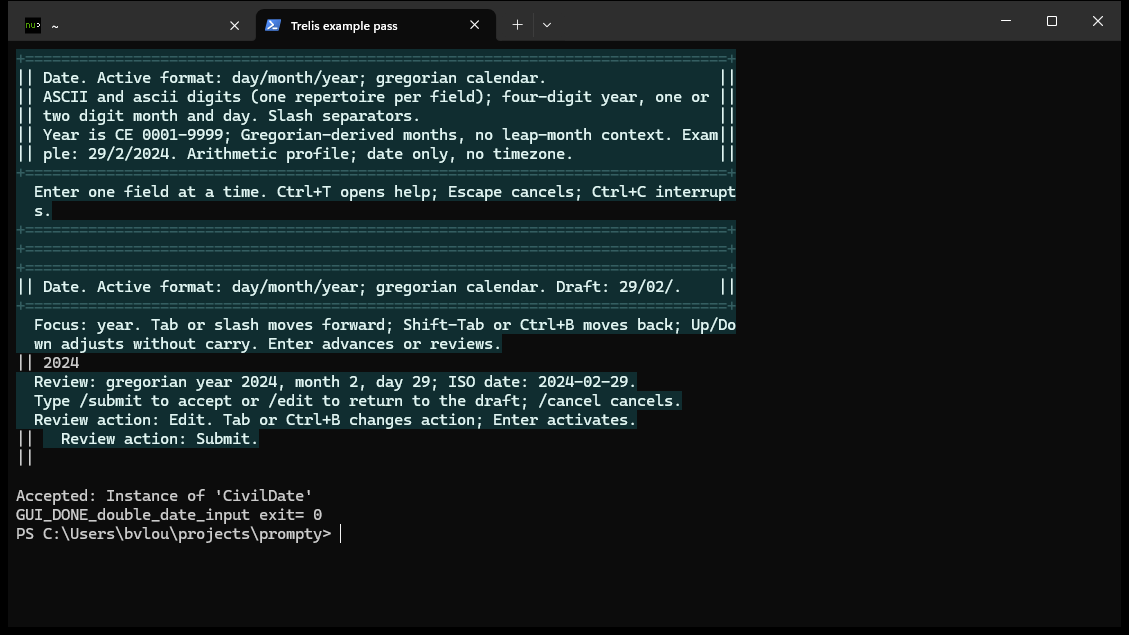 nu> ~
Trelis example pass
+==============================================================================+
|| Date. Active format: day/month/year; gregorian calendar. ||
|| ASCII and ascii digits (one repertoire per field); four-digit year, one or ||
|| two digit month and day. Slash separators. ||
|| Year is CE 0001-9999; Gregorian-derived months, no leap-month context. Exam||
|| ple: 29/2/2024. Arithmetic profile; date only, no timezone. ||
+==============================================================================+
Enter one field at a time. Ctrl+T opens help; Escape cancels; Ctrl+C interrupt
s.
+==============================================================================+
+==============================================================================+
+==============================================================================+
|| Date. Active format: day/month/year; gregorian calendar. Draft: 29/02/. ||
+==============================================================================+
Focus: year. Tab or slash moves forward; Shift-Tab or Ctrl+B moves back; Up/Do
wn adjusts without carry. Enter advances or reviews.
|| 2024
Review: gregorian year 2024, month 2, day 29; ISO date: 2024-02-29.
Type /submit to accept or /edit to return to the draft; /cancel cancels.
Review action: Edit. Tab or Ctrl+B changes action; Enter activates.
|| Review action: Submit.
||
Accepted: Instance of 'CivilDate'
GUI_DONE_double_date_input exit= 0
PS C:\Users\bvlou\projects\prompty>